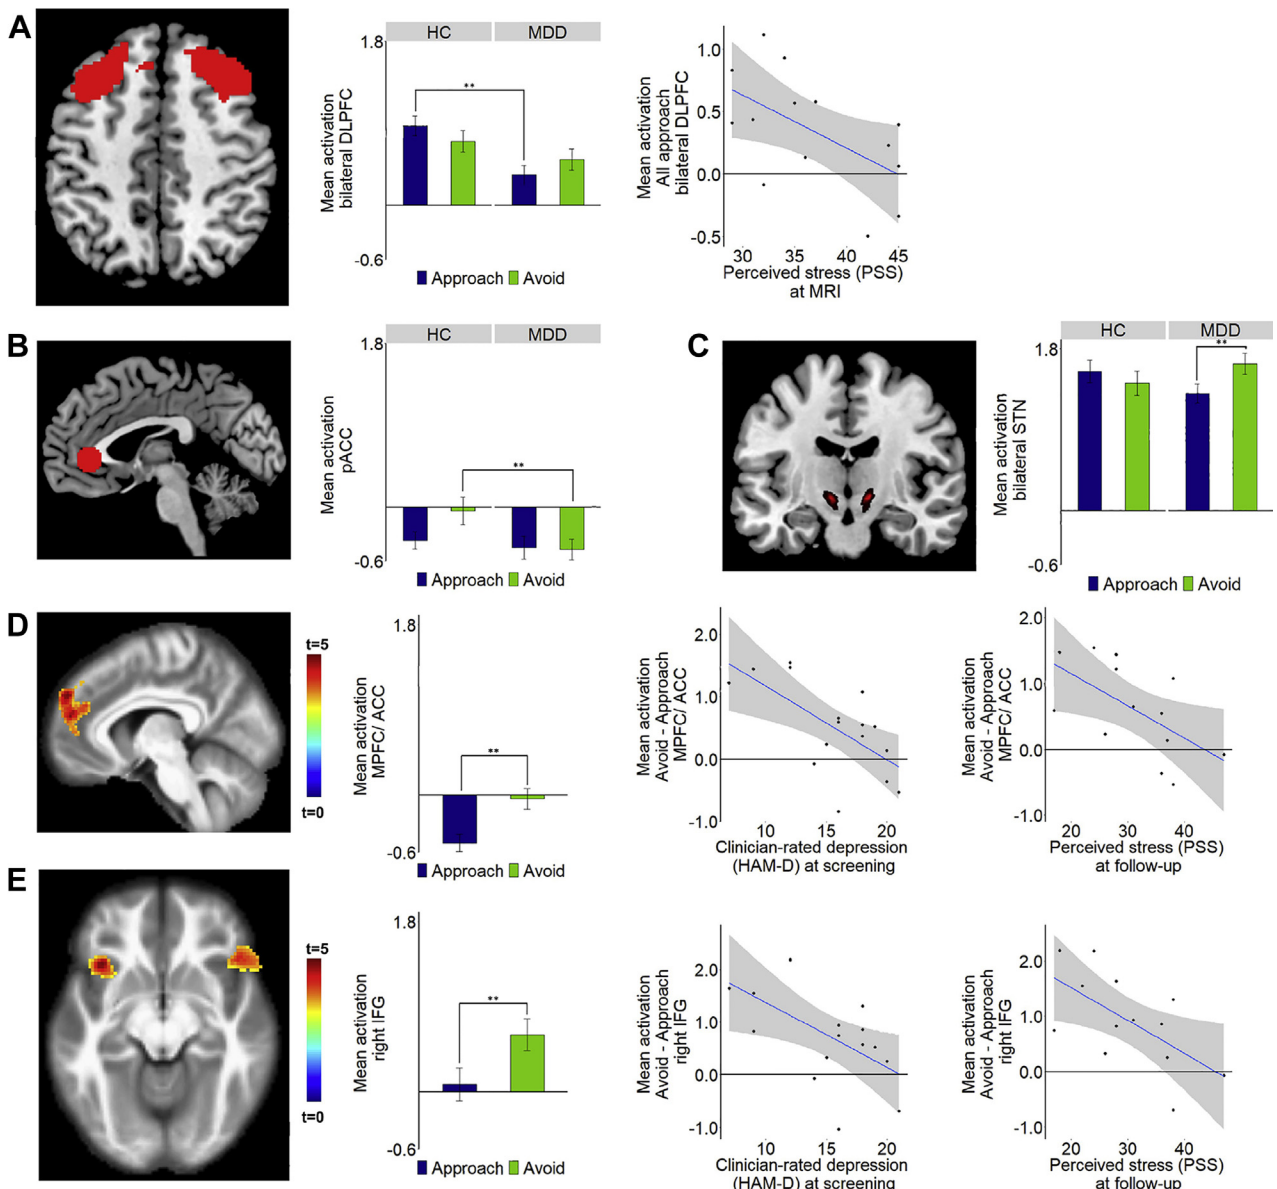 A
HC MDD
1.8
-0.6
Mean activation
bilateral DLPFC
**
Approach Avoid
Mean activation
All approach
bilateral DLPFC
1.0
0.5
0.0
-0.5
30 35 40 45
Perceived stress (PSS)
at MRI
B
HC MDD
1.8
-0.6
Mean activation
pACC
**
Approach Avoid
C
HC MDD
1.8
-0.6
Mean activation
bilateral STN
**
Approach Avoid
D
t=5
t=0
1.8
-0.6
Mean activation
MPFC/ ACC
**
Approach Avoid
Mean activation
Avoid - Approach
MPFC/ ACC
2.0
1.0
0.0
-1.0
10 15 20
Clinician-rated depression
(HAM-D) at screening
Mean activation
Avoid - Approach
MPFC/ ACC
2.0
1.0
0.0
-1.0
20 30 40
Perceived stress (PSS)
at follow-up
E
t=5
t=0
1.8
-0.6
Mean activation
right IFG
**
Approach Avoid
Mean activation
Avoid - Approach
right IFG
2.0
1.0
0.0
-1.0
10 15 20
Clinician-rated depression
(HAM-D) at screening
Mean activation
Avoid - Approach
right IFG
2.0
1.0
0.0
-1.0
20 30 40
Perceived stress (PSS)
at follow-up